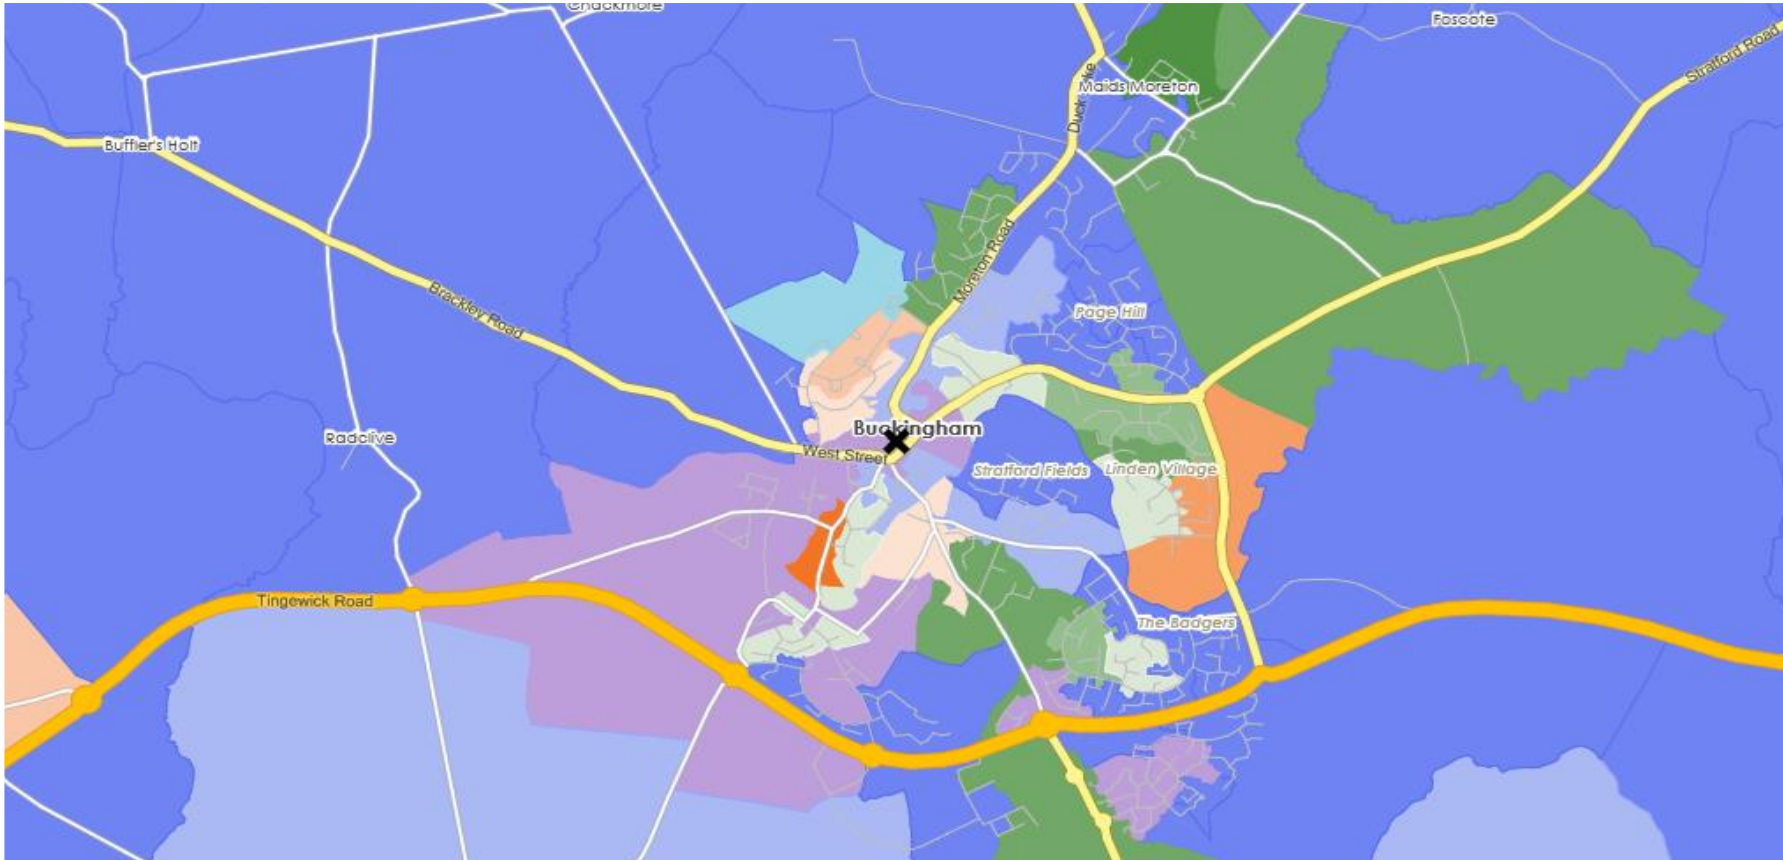 Chackmore
Foscote
Stratford Road
Maids Moreton
Duck
Buffler's Holt
Moreton Road
Brackley Road
Page Hill
Buckingham
Radclive
West Street
Stratford Fields
Linden Village
Tingewick Road
The Badgers